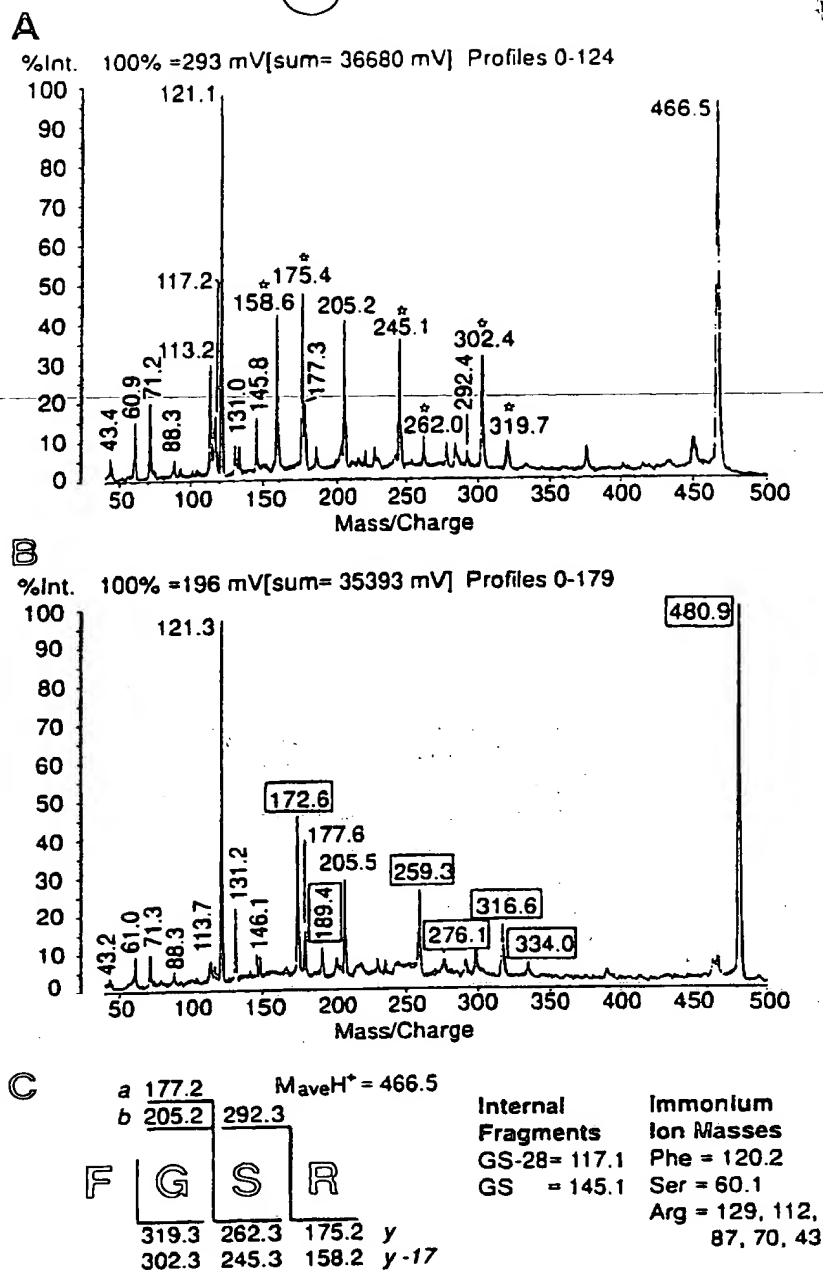 A
%Int. 100% =293 mV[sum= 36680 mV] Profiles 0-124
100
90
80
70
60
50
40
30
20
10
0
43.4
60.9
71.2
88.3
113.2
117.2
121.1
131.0
145.8
☆
158.6
☆
175.4
177.3
205.2
☆
245.1
☆
262.0
292.4
☆
302.4
☆
319.7
466.5
50 100 150 200 250 300 350 400 450 500
Mass/Charge
B
%Int. 100% =196 mV[sum= 35393 mV] Profiles 0-179
100
90
80
70
60
50
40
30
20
10
0
43.2
61.0
71.3
88.3
113.7
121.3
131.2
146.1
172.6
177.6
189.4
205.5
259.3
276.1
316.6
334.0
480.9
50 100 150 200 250 300 350 400 450 500
Mass/Charge
C
a 177.2 MaveH+ = 466.5
b 205.2 292.3
F G S R
319.3 262.3 175.2 y
302.3 245.3 158.2 y -17
Internal
Fragments
GS-28= 117.1
GS = 145.1
Immonium
Ion Masses
Phe = 120.2
Ser = 60.1
Arg = 129, 112,
87, 70, 43